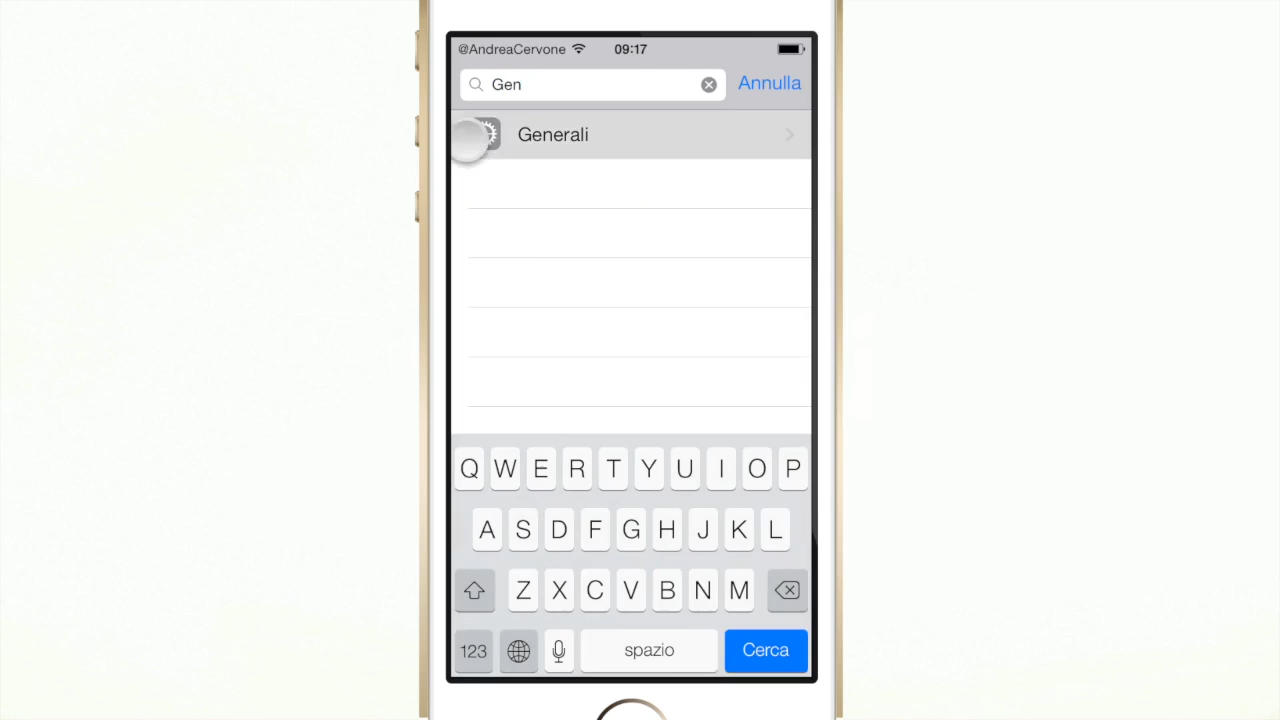 @AndreaCervone 09:17
Gen Annulla
Generali
Q W E R T Y U I O P
A S D F G H J K L
Z X C V B N M
123 spazio Cerca